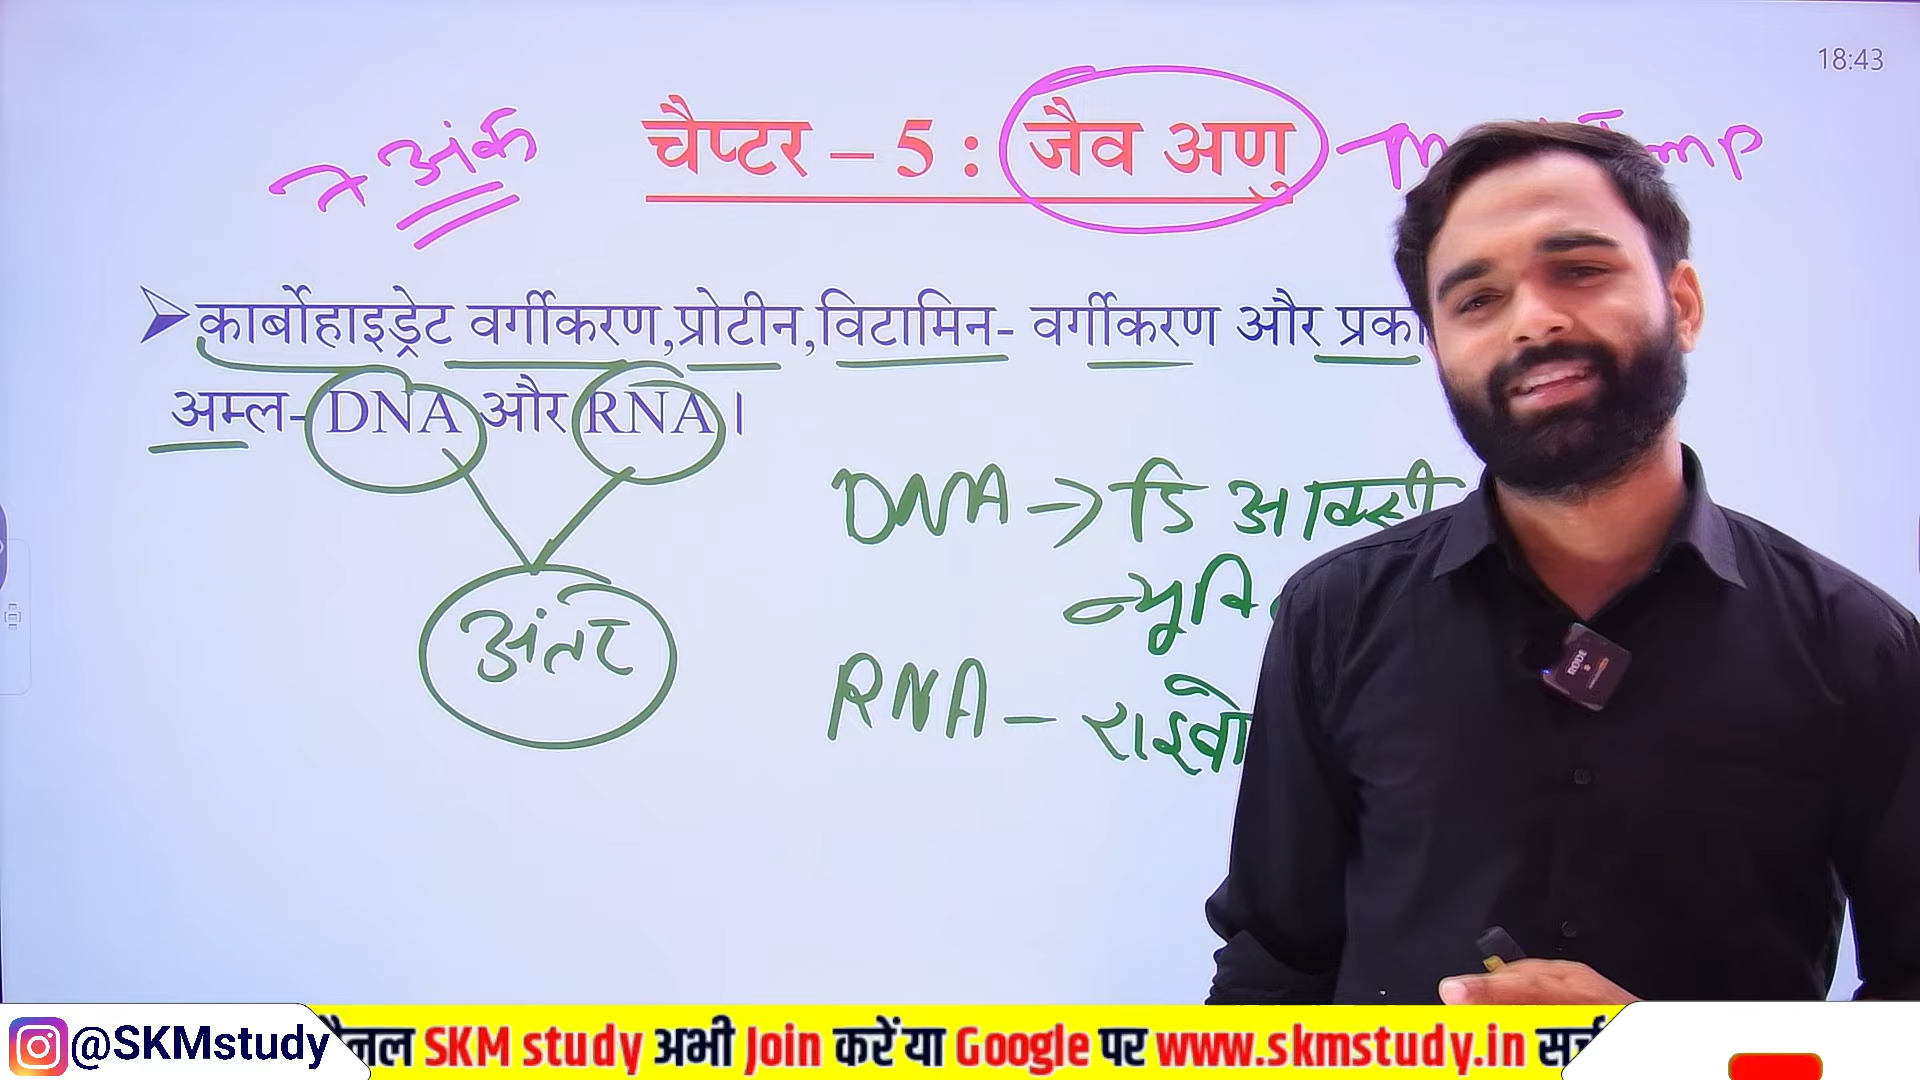 18:43
7 अंक
चैप्टर – 5 : जैव अणु
कार्बोहाइड्रेट वर्गीकरण,प्रोटीन,विटामिन- वर्गीकरण और
अम्ल- DNA और RNA ।
DNA → डि आक्सी
RNA – राइबो
अंतर
RODE
@SKMstudy
SKM study अभी Join करें या Google पर www.skmstudy.in